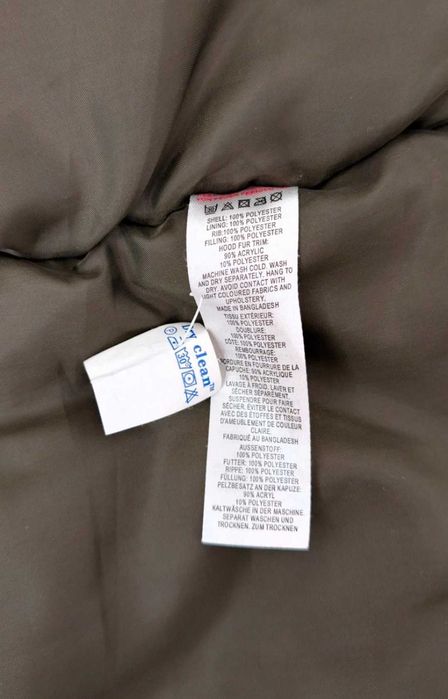 SHELL: 100% POLYESTER
LINING: 100% POLYESTER
RIB:100% POLYESTER
FILLING: 100% POLYESTER
HOOD FUR TRIM:
90% ACRYLIC
10% POLYESTER
MACHINE WASH COLD. WASH
AND DRY SEPARATELY. HANG TO
DRY. AVOID CONTACT WITH
LIGHT COLOURED FABRICS AND
UPHOLSTERY.
MADE IN BANGLADESH
TISSU EXTÉRIEUR:
100% POLYESTER
DOUBLURE:
100% POLYESTER
CÔTE: 100% POLYESTER
REMBOURRAGE:
100% POLYESTER
BORDURE EN FOURRURE DE LA
CAPUCHE: 90% ACRYLIQUE
10% POLYESTER
LAVAGE À FROID, LAVER ET
SÉCHER SÉPARÉMENT,
SUSPENDRE POUR FAIRE
SÉCHER, ÉVITER LE CONTACT
AVEC DES ÉTOFFES ET TISSUS
D'AMEUBLEMENT DE COULEUR
CLAIRE.
FABRIQUÉ AU BANGLADESH
AUSSENSTOFF:
100% POLYESTER
FUTTER: 100% POLYESTER
RIPPE: 100% POLYESTER
FÜLLUNG: 100% POLYESTER
PELZBESATZ AN DER KAPUZE:
90% ACRYL
10% POLYESTER
KALTWÄSCHE IN DER MASCHINE.
SEPARAT WASCHEN UND
TROCKNEN. ZUM TROCKNEN
clean™
30°